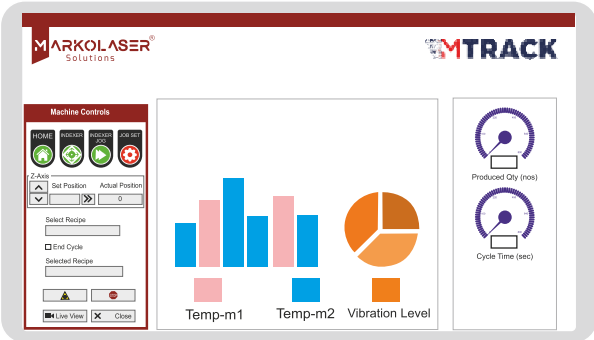 MARKOLASER®
Solutions
MTRACK
Machine Controls
HOME
INDEXER
INDEXER JOG
JOB SET
Z-Axis
Set Position
Actual Position
0
Select Recipe
End Cycle
Selected Recipe
Live View
Close
Temp-m1
Temp-m2
Vibration Level
Produced Qty (nos)
Cycle Time (sec)